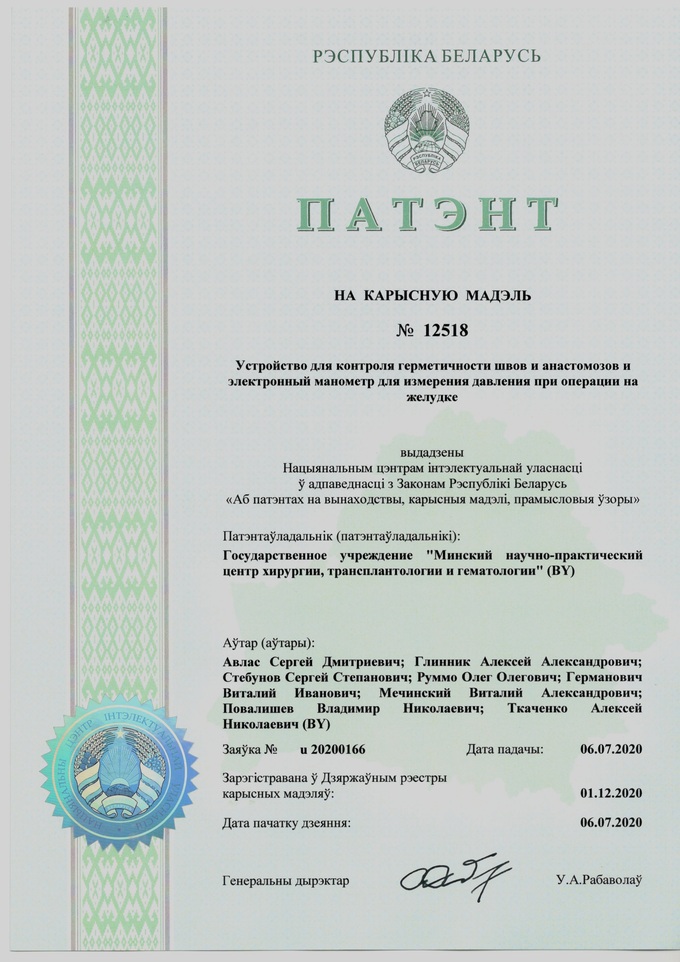 РЭСПУБЛІКА БЕЛАРУСЬ
РЭСПУБЛІКА
БЕЛАРУСЬ
ПАТЭНТ
НА КАРЫСНУЮ МАДЭЛЬ
№ 12518
Устройство для контроля герметичности швов и анастомозов и
электронный манометр для измерения давления при операции на
желудке
выдадзены
Нацыянальным цэнтрам інтэлектуальнай уласнасці
ў адпаведнасці з Законам Рэспублікі Беларусь
«Аб патэнтах на вынаходствы, карысныя мадэлі, прамысловыя ўзоры»
Патэнтаўладальнік (патэнтаўладальнікі):
Государственное учреждение "Минский научно-практический
центр хирургии, трансплантологии и гематологии" (BY)
Аўтар (аўтары):
Авлас Сергей Дмитриевич; Глинник Алексей Александрович;
Стебунов Сергей Степанович; Руммо Олег Олегович; Германович
Виталий Иванович; Мечинский Виталий Александрович;
Повалишев Владимир Николаевич; Ткаченко Алексей
Николаевич (BY)
Заяўка № u 20200166 Дата падачы: 06.07.2020
Зарэгістравана ў Дзяржаўным рэестры
карысных мадэляў: 01.12.2020
Дата пачатку дзеяння: 06.07.2020
Генеральны дырэктар У.А.Рабаволаў
НАЦЫЯНАЛЬНЫ ЦЭНТР ІНТЭЛЕКТУАЛЬНАЙ УЛАСНАСЦІ